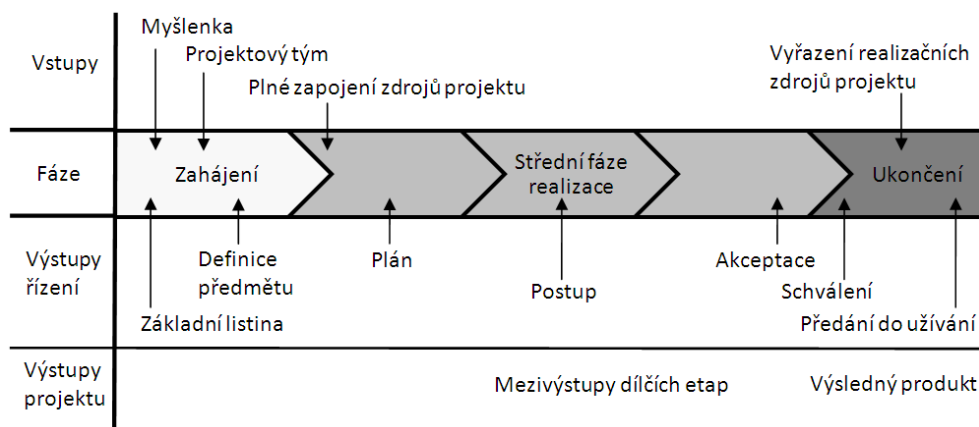 Vstupy
Myšlenka
Projektový tým
Plné zapojení zdrojů projektu
Vyřazení realizačních
zdrojů projektu
Fáze
Zahájení
Střední fáze
realizace
Ukončení
Výstupy
řízení
Základní listina
Definice
předmětu
Plán
Postup
Akceptace
Schválení
Předání do užívání
Výstupy
projektu
Mezivýstupy dílčích etap
Výsledný produkt